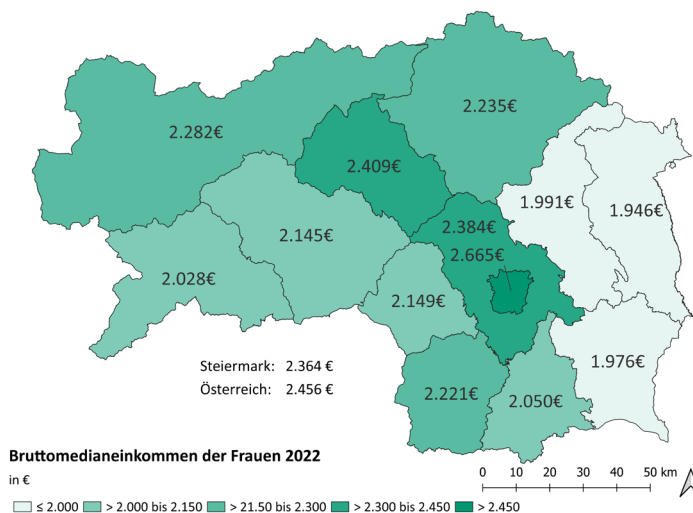 2.235€
2.282€
2.409€
1.991€
1.946€
2.384€
2.145€
2.665€
2.028€
2.149€
Steiermark: 2.364 €
1.976€
Österreich: 2.456 €
2.221€
2.050€
Bruttomedianeinkommen der Frauen 2022
in €
0 10 20 30 40 50 km
≤ 2.000 > 2.000 bis 2.150 > 21.50 bis 2.300 > 2.300 bis 2.450 > 2.450